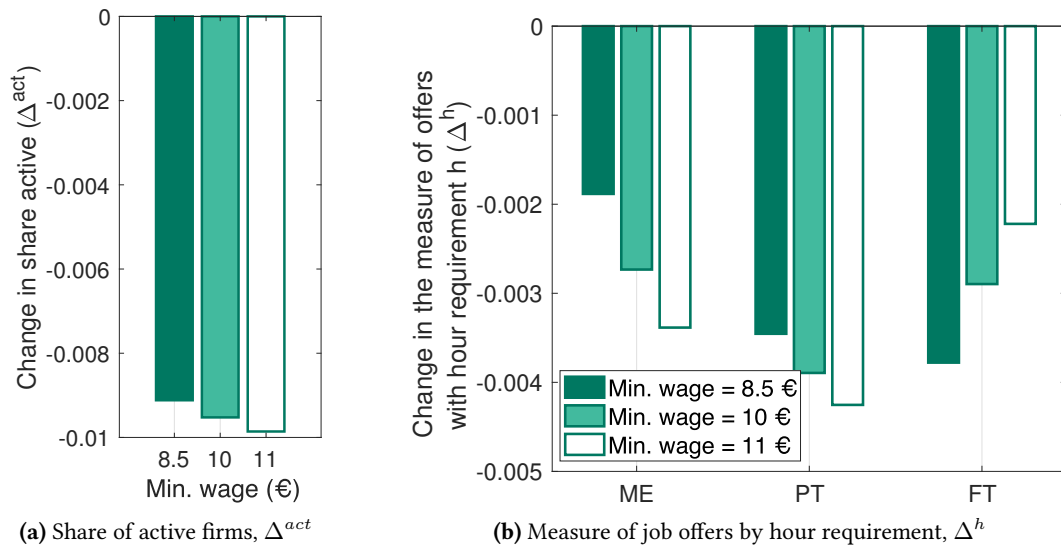 0
-0.002
-0.004
-0.006
-0.008
-0.01
Change in share active (Δ^act)
8.5 10 11
Min. wage (€)
(a) Share of active firms, Δ^act
-0
-0.001
-0.002
-0.003
-0.004
-0.005
Change in the measure of offers
with hour requirement h (Δ^h)
Min. wage = 8.5 €
Min. wage = 10 €
Min. wage = 11 €
ME PT FT
(b) Measure of job offers by hour requirement, Δ^h